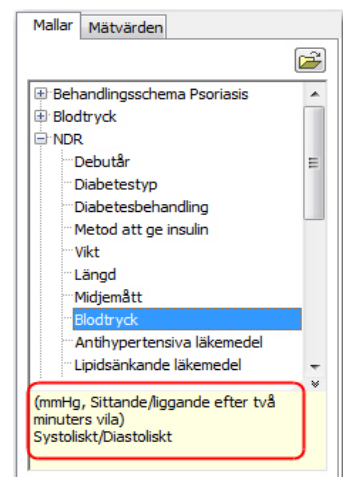 Mallar
Mätvärden
Behandlingsschema Psoriasis
Blodtryck
NDR
Debutår
Diabetestyp
Diabetesbehandling
Metod att ge insulin
Vikt
Längd
Midjemått
Blodtryck
Antihypertensiva läkemedel
Lipidsänkande läkemedel
(mmHg, Sittande/liggande efter två
minuters vila)
Systoliskt/Diastoliskt